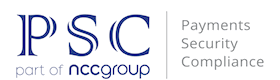 PSC
part of nccgroup
Payments
Security
Compliance